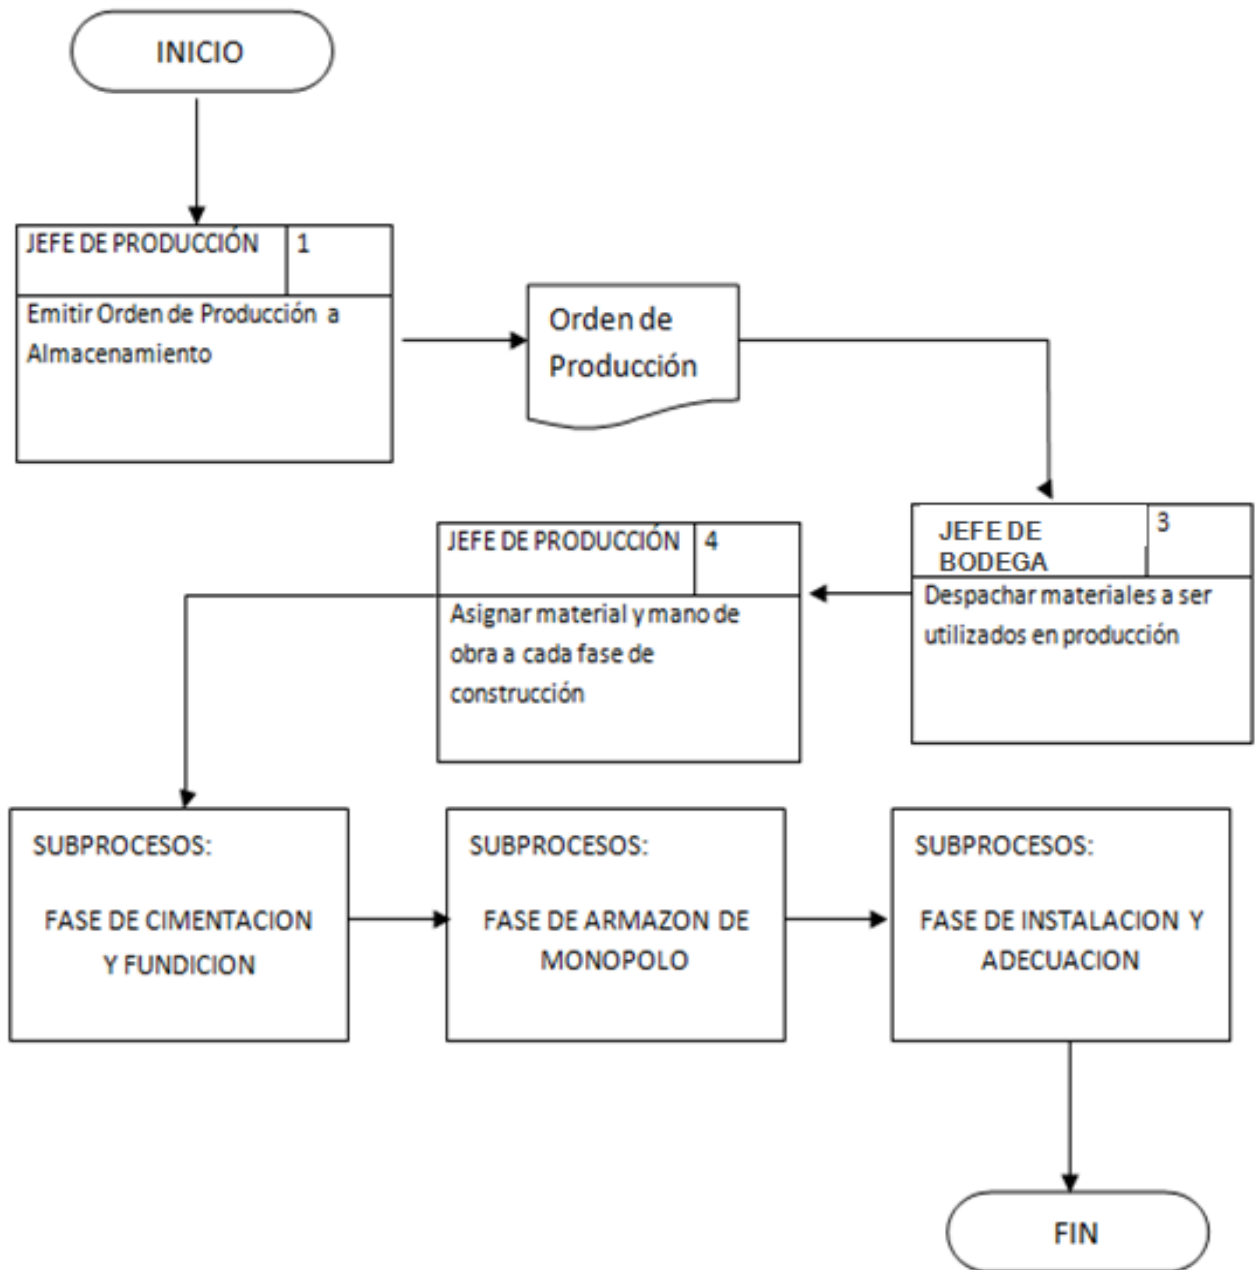 INICIO
JEFE DE PRODUCCIÓN 1
Emitir Orden de Producción a
Almacenamiento
Orden de
Producción
JEFE DE
BODEGA
3
Despachar materiales a ser
utilizados en producción
JEFE DE PRODUCCIÓN 4
Asignar material y mano de
obra a cada fase de
construcción
SUBPROCESOS:
FASE DE CIMENTACION
Y FUNDICION
SUBPROCESOS:
FASE DE ARMAZON DE
MONOPOLO
SUBPROCESOS:
FASE DE INSTALACION Y
ADECUACION
FIN